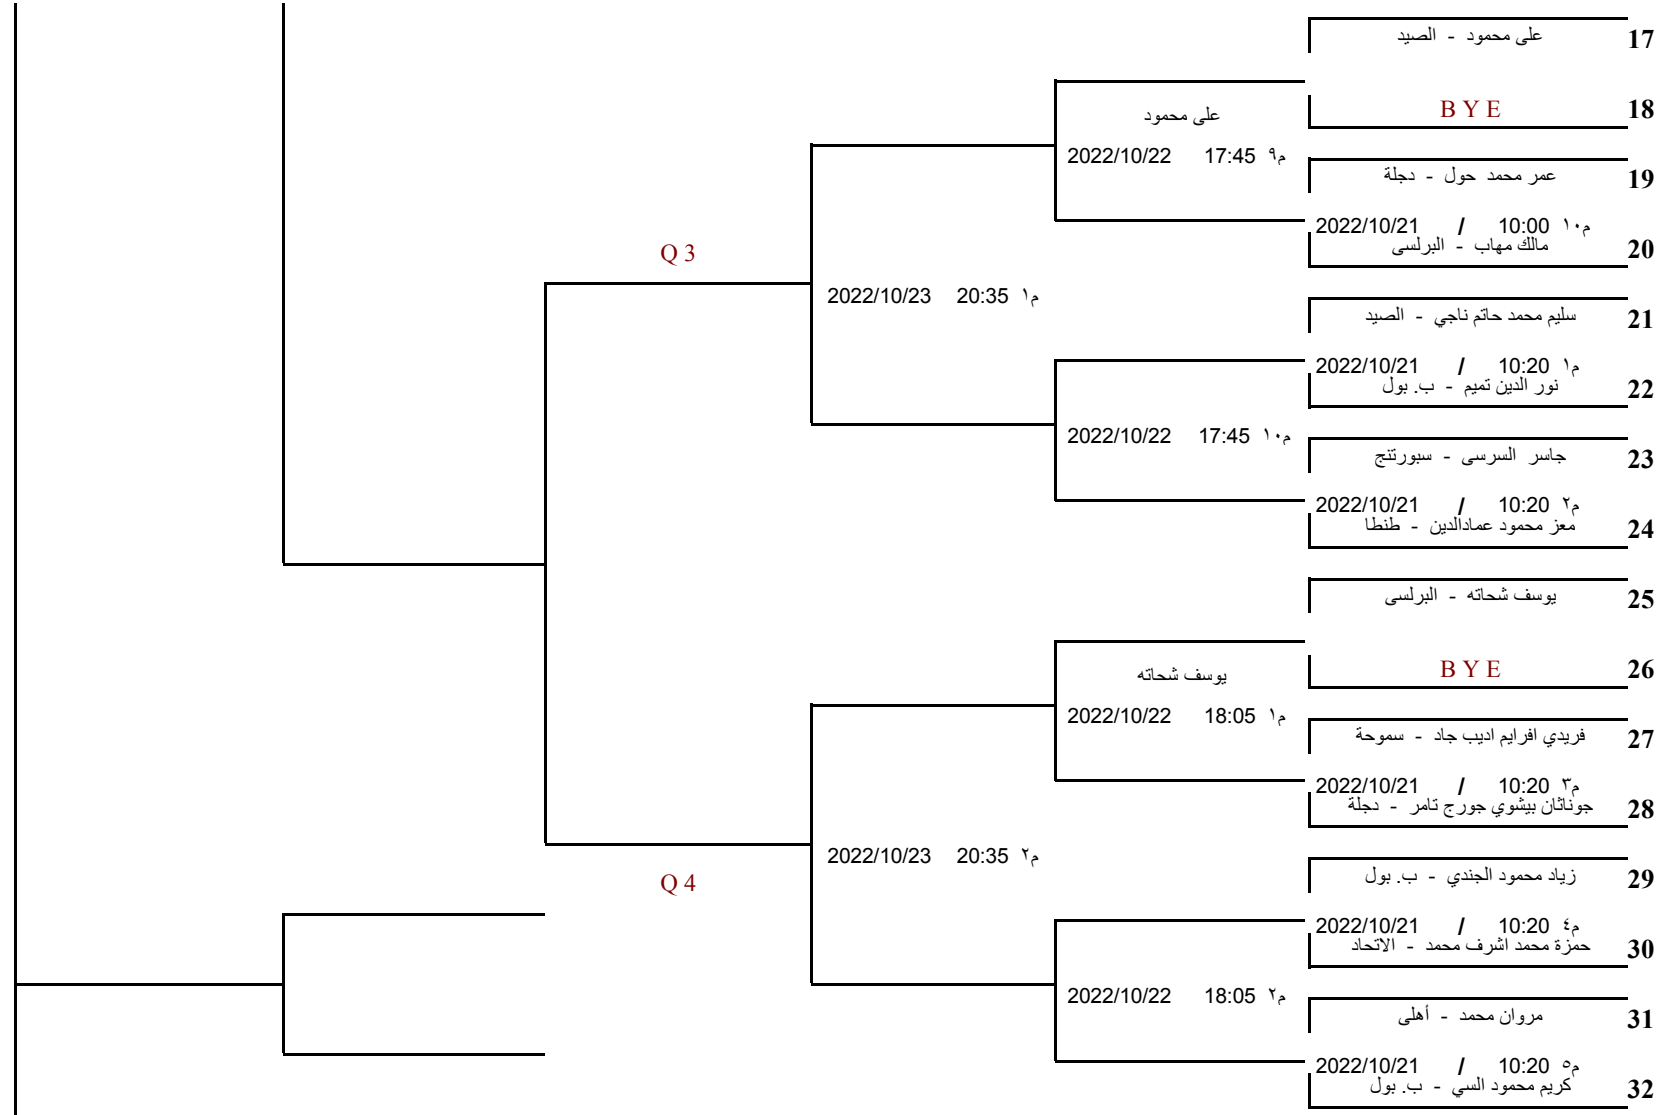 17 على محمود - الصيد
على محمود
18 B Y E
م٩ 17:45 2022/10/22
19 عمر محمد حول - دجلة
م١٠ 10:00 / 2022/10/21
20 مالك مهاب - البرلسى
Q 3
م١ 20:35 2022/10/23
21 سليم محمد حاتم ناجي - الصيد
م١ 10:20 / 2022/10/21
22 نور الدين تميم - ب. بول
م١٠ 17:45 2022/10/22
23 جاسر السرسى - سبورتنج
م٢ 10:20 / 2022/10/21
24 معز محمود عمادالدين - طنطا
25 يوسف شحاته - البرلسى
يوسف شحاته
26 B Y E
م١ 18:05 2022/10/22
27 فريدي افرايم اديب جاد - سموحة
م٣ 10:20 / 2022/10/21
28 جوناثان بيشوي جورج تامر - دجلة
م٢ 20:35 2022/10/23
Q 4
29 زياد محمود الجندي - ب. بول
م٤ 10:20 / 2022/10/21
30 حمزة محمد اشرف محمد - الاتحاد
م٢ 18:05 2022/10/22
31 مروان محمد - أهلى
م٥ 10:20 / 2022/10/21
32 كريم محمود السي - ب. بول